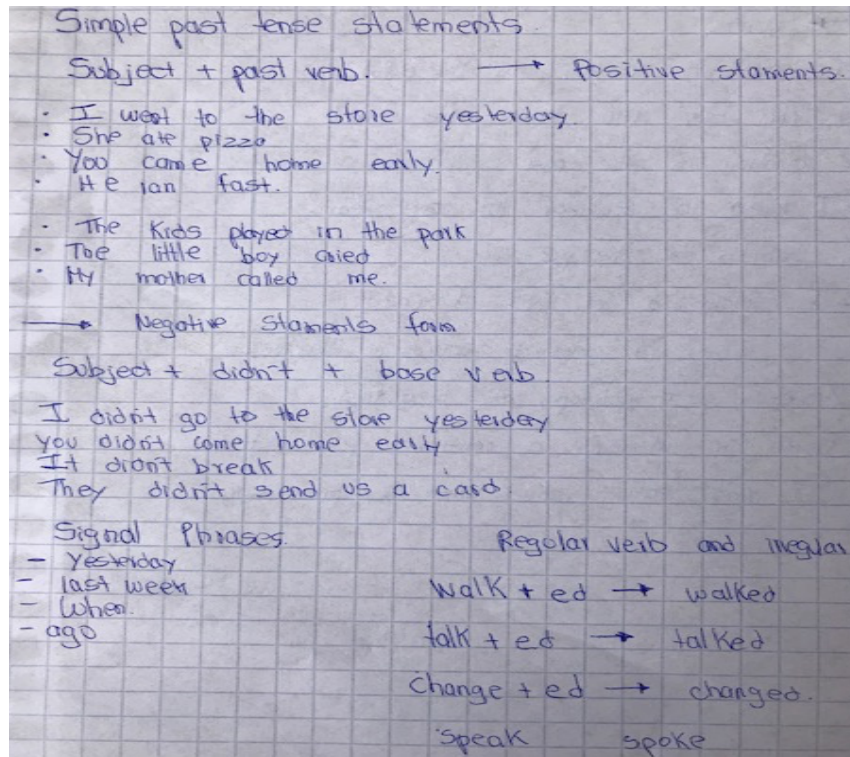 Simple past tense statements.
Subject + past verb. → Positive staments.
· I went to the store yesterday.
· She ate pizza
· You came home early.
· He ran fast.
· The Kids played in the park
· The little boy cried
· My mother called me.
→ Negative staments form
Subject + didn't + base verb.
I didn't go to the store yesterday
you didn't come home early
It didn't break
They didn't send us a card
Signal Phrases.
- Yesterday
- last week
- When.
- ago
Regular verb and irregular
Walk + ed → walked
talk + ed → talked
Change + ed → changed.
Speak spoke